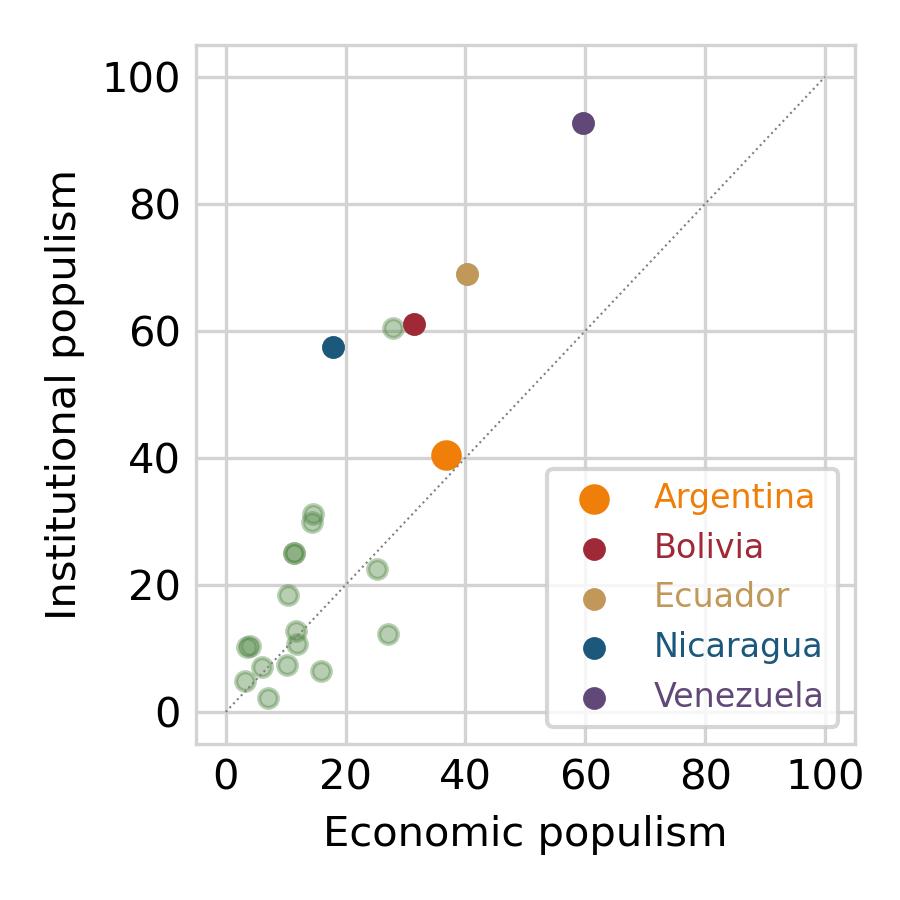 100
80
60
40
20
0
Institutional populism
Argentina
Bolivia
Ecuador
Nicaragua
Venezuela
0 20 40 60 80 100
Economic populism